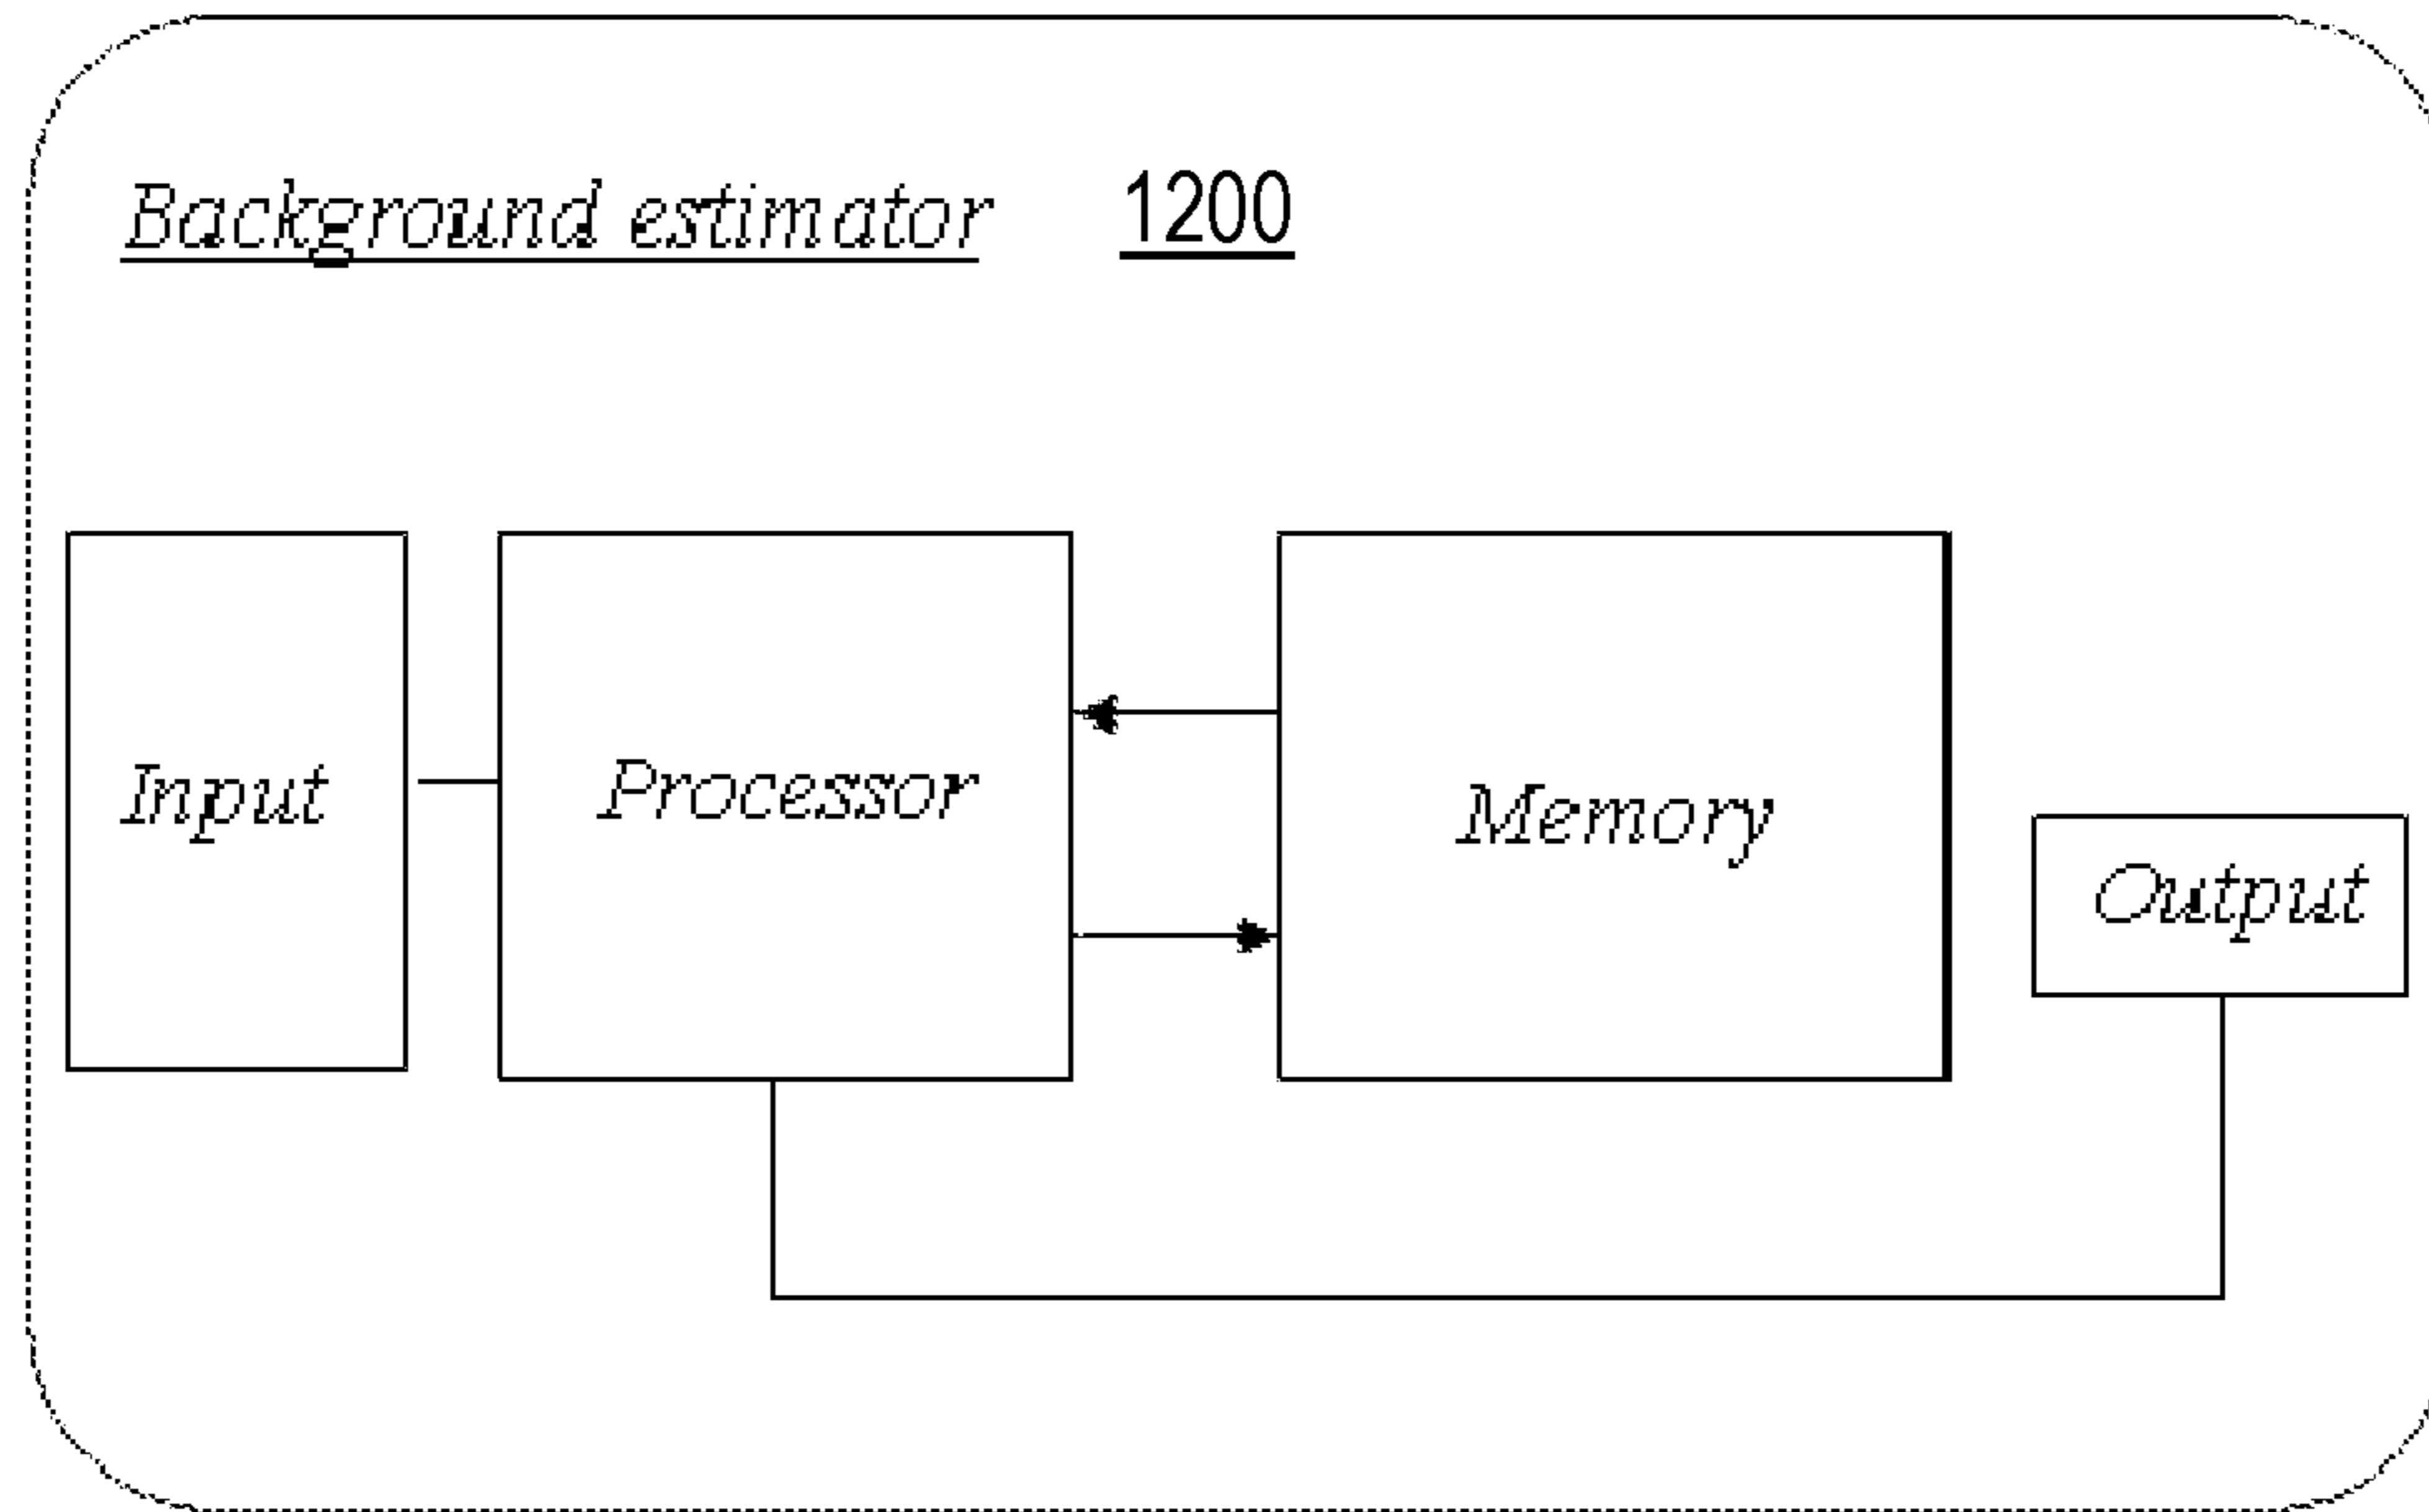 Background estimator 1200
Input
Processor
Memory
Output